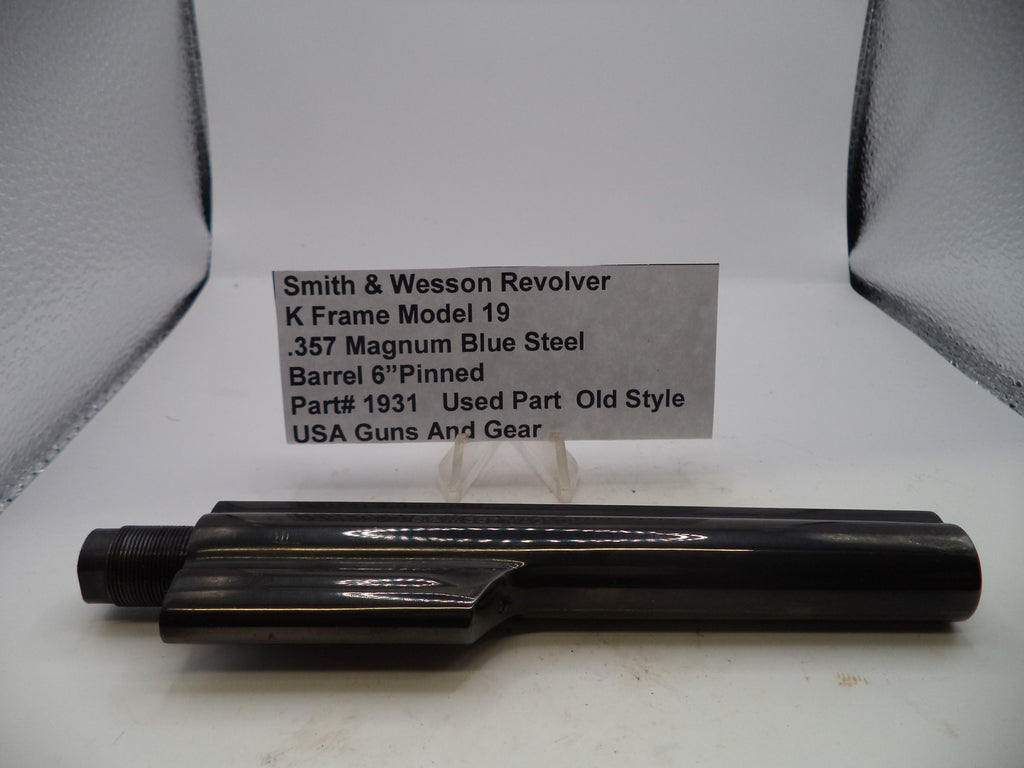 Smith & Wesson Revolver
K Frame Model 19
.357 Magnum Blue Steel
Barrel 6”Pinned
Part# 1931 Used Part Old Style
USA Guns And Gear